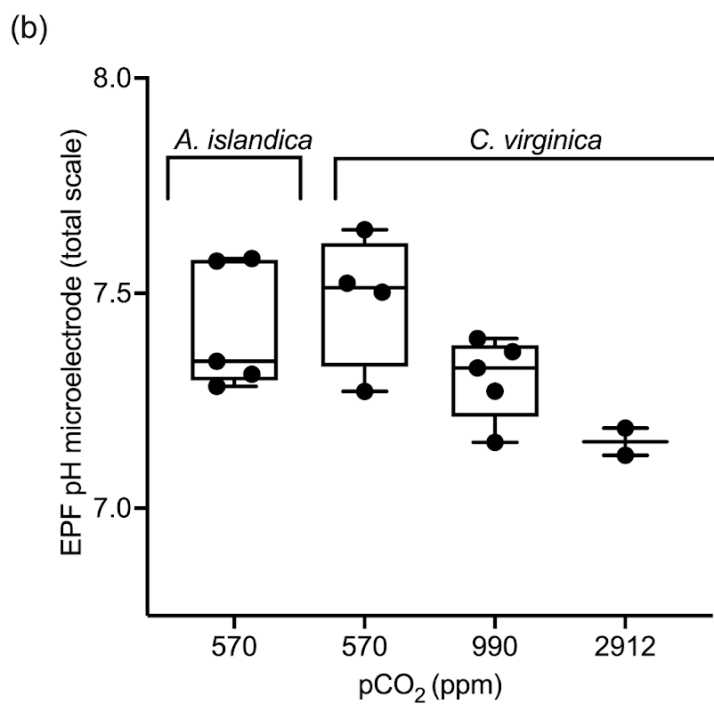 (b)
8.0
A. islandica C. virginica
7.5
7.0
EPF pH microelectrode (total scale)
570 570 990 2912
pCO₂ (ppm)